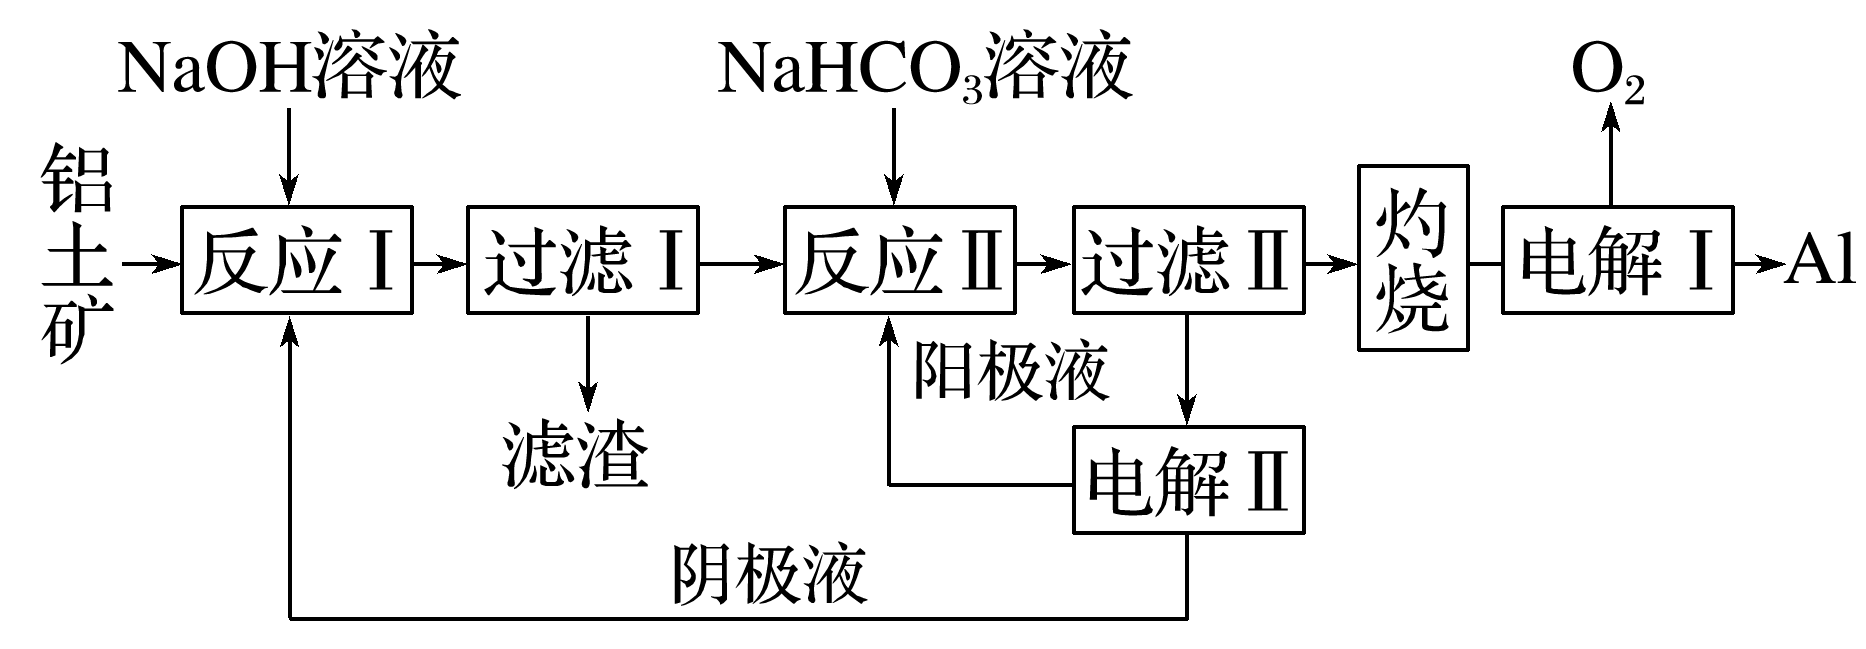 NaOH溶液
NaHCO₃溶液
O₂
铝土矿
反应Ⅰ
过滤Ⅰ
反应Ⅱ
过滤Ⅱ
灼烧
电解Ⅰ
Al
滤渣
阳极液
电解Ⅱ
阴极液